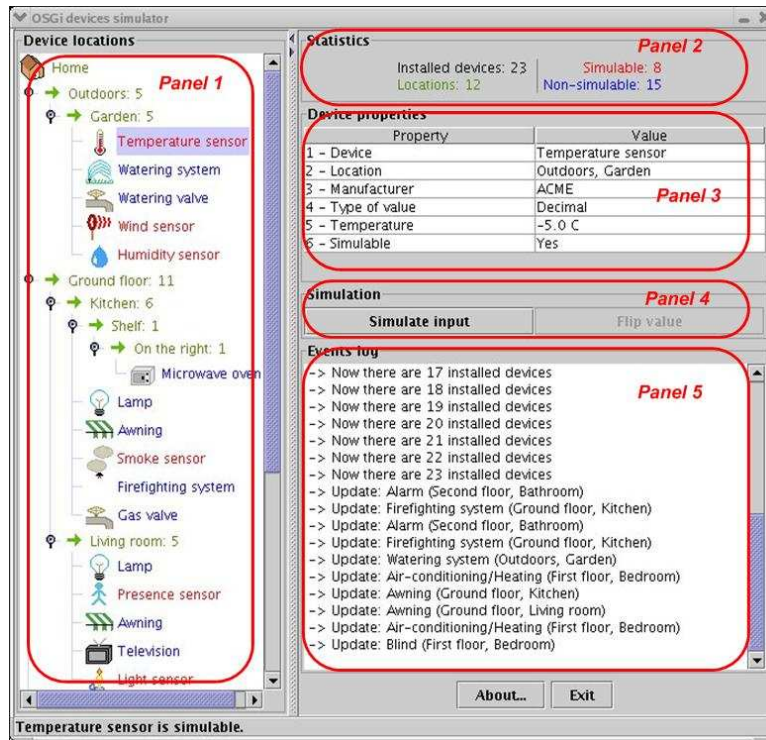 OSGi devices simulator
Device locations
Home
Panel 1
Outdoors: 5
Garden: 5
Temperature sensor
Watering system
Watering valve
Wind sensor
Humidity sensor
Ground floor: 11
Kitchen: 6
Shelf: 1
On the right: 1
Microwave oven
Lamp
Awning
Smoke sensor
Firefighting system
Gas valve
Living room: 5
Lamp
Presence sensor
Awning
Television
Light sensor
Statistics
Panel 2
Installed devices: 23 Simulable: 8
Locations: 12 Non-simulable: 15
Device properties
Property Value
1 - Device Temperature sensor
2 - Location Outdoors, Garden
3 - Manufacturer ACME
Panel 3
4 - Type of value Decimal
5 - Temperature -5.0 C
6 - Simulable Yes
Simulation
Panel 4
Simulate input Flip value
Events log
-> Now there are 17 installed devices
-> Now there are 18 installed devices
Panel 5
-> Now there are 19 installed devices
-> Now there are 20 installed devices
-> Now there are 21 installed devices
-> Now there are 22 installed devices
-> Now there are 23 installed devices
-> Update: Alarm (Second floor, Bathroom)
-> Update: Firefighting system (Ground floor, Kitchen)
-> Update: Alarm (Second floor, Bathroom)
-> Update: Firefighting system (Ground floor, Kitchen)
-> Update: Watering system (Outdoors, Garden)
-> Update: Air-conditioning/Heating (First floor, Bedroom)
-> Update: Awning (Ground floor, Kitchen)
-> Update: Awning (Ground floor, Living room)
-> Update: Air-conditioning/Heating (First floor, Bedroom)
-> Update: Blind (First floor, Bedroom)
About... Exit
Temperature sensor is simulable.